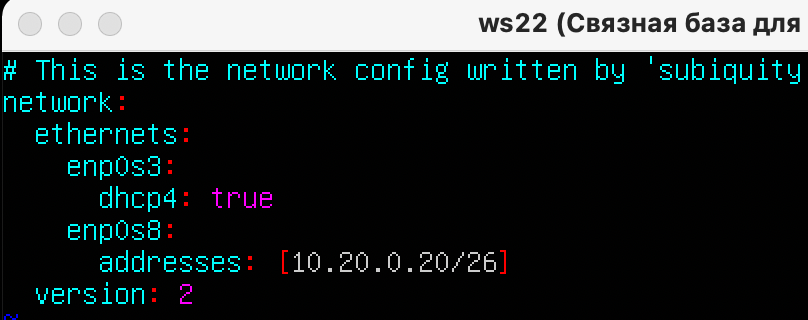 ws22 (Связная база для
# This is the network config written by 'subiquity
network:
  ethernets:
    enp0s3:
      dhcp4: true
    enp0s8:
      addresses: [10.20.0.20/26]
  version: 2
~